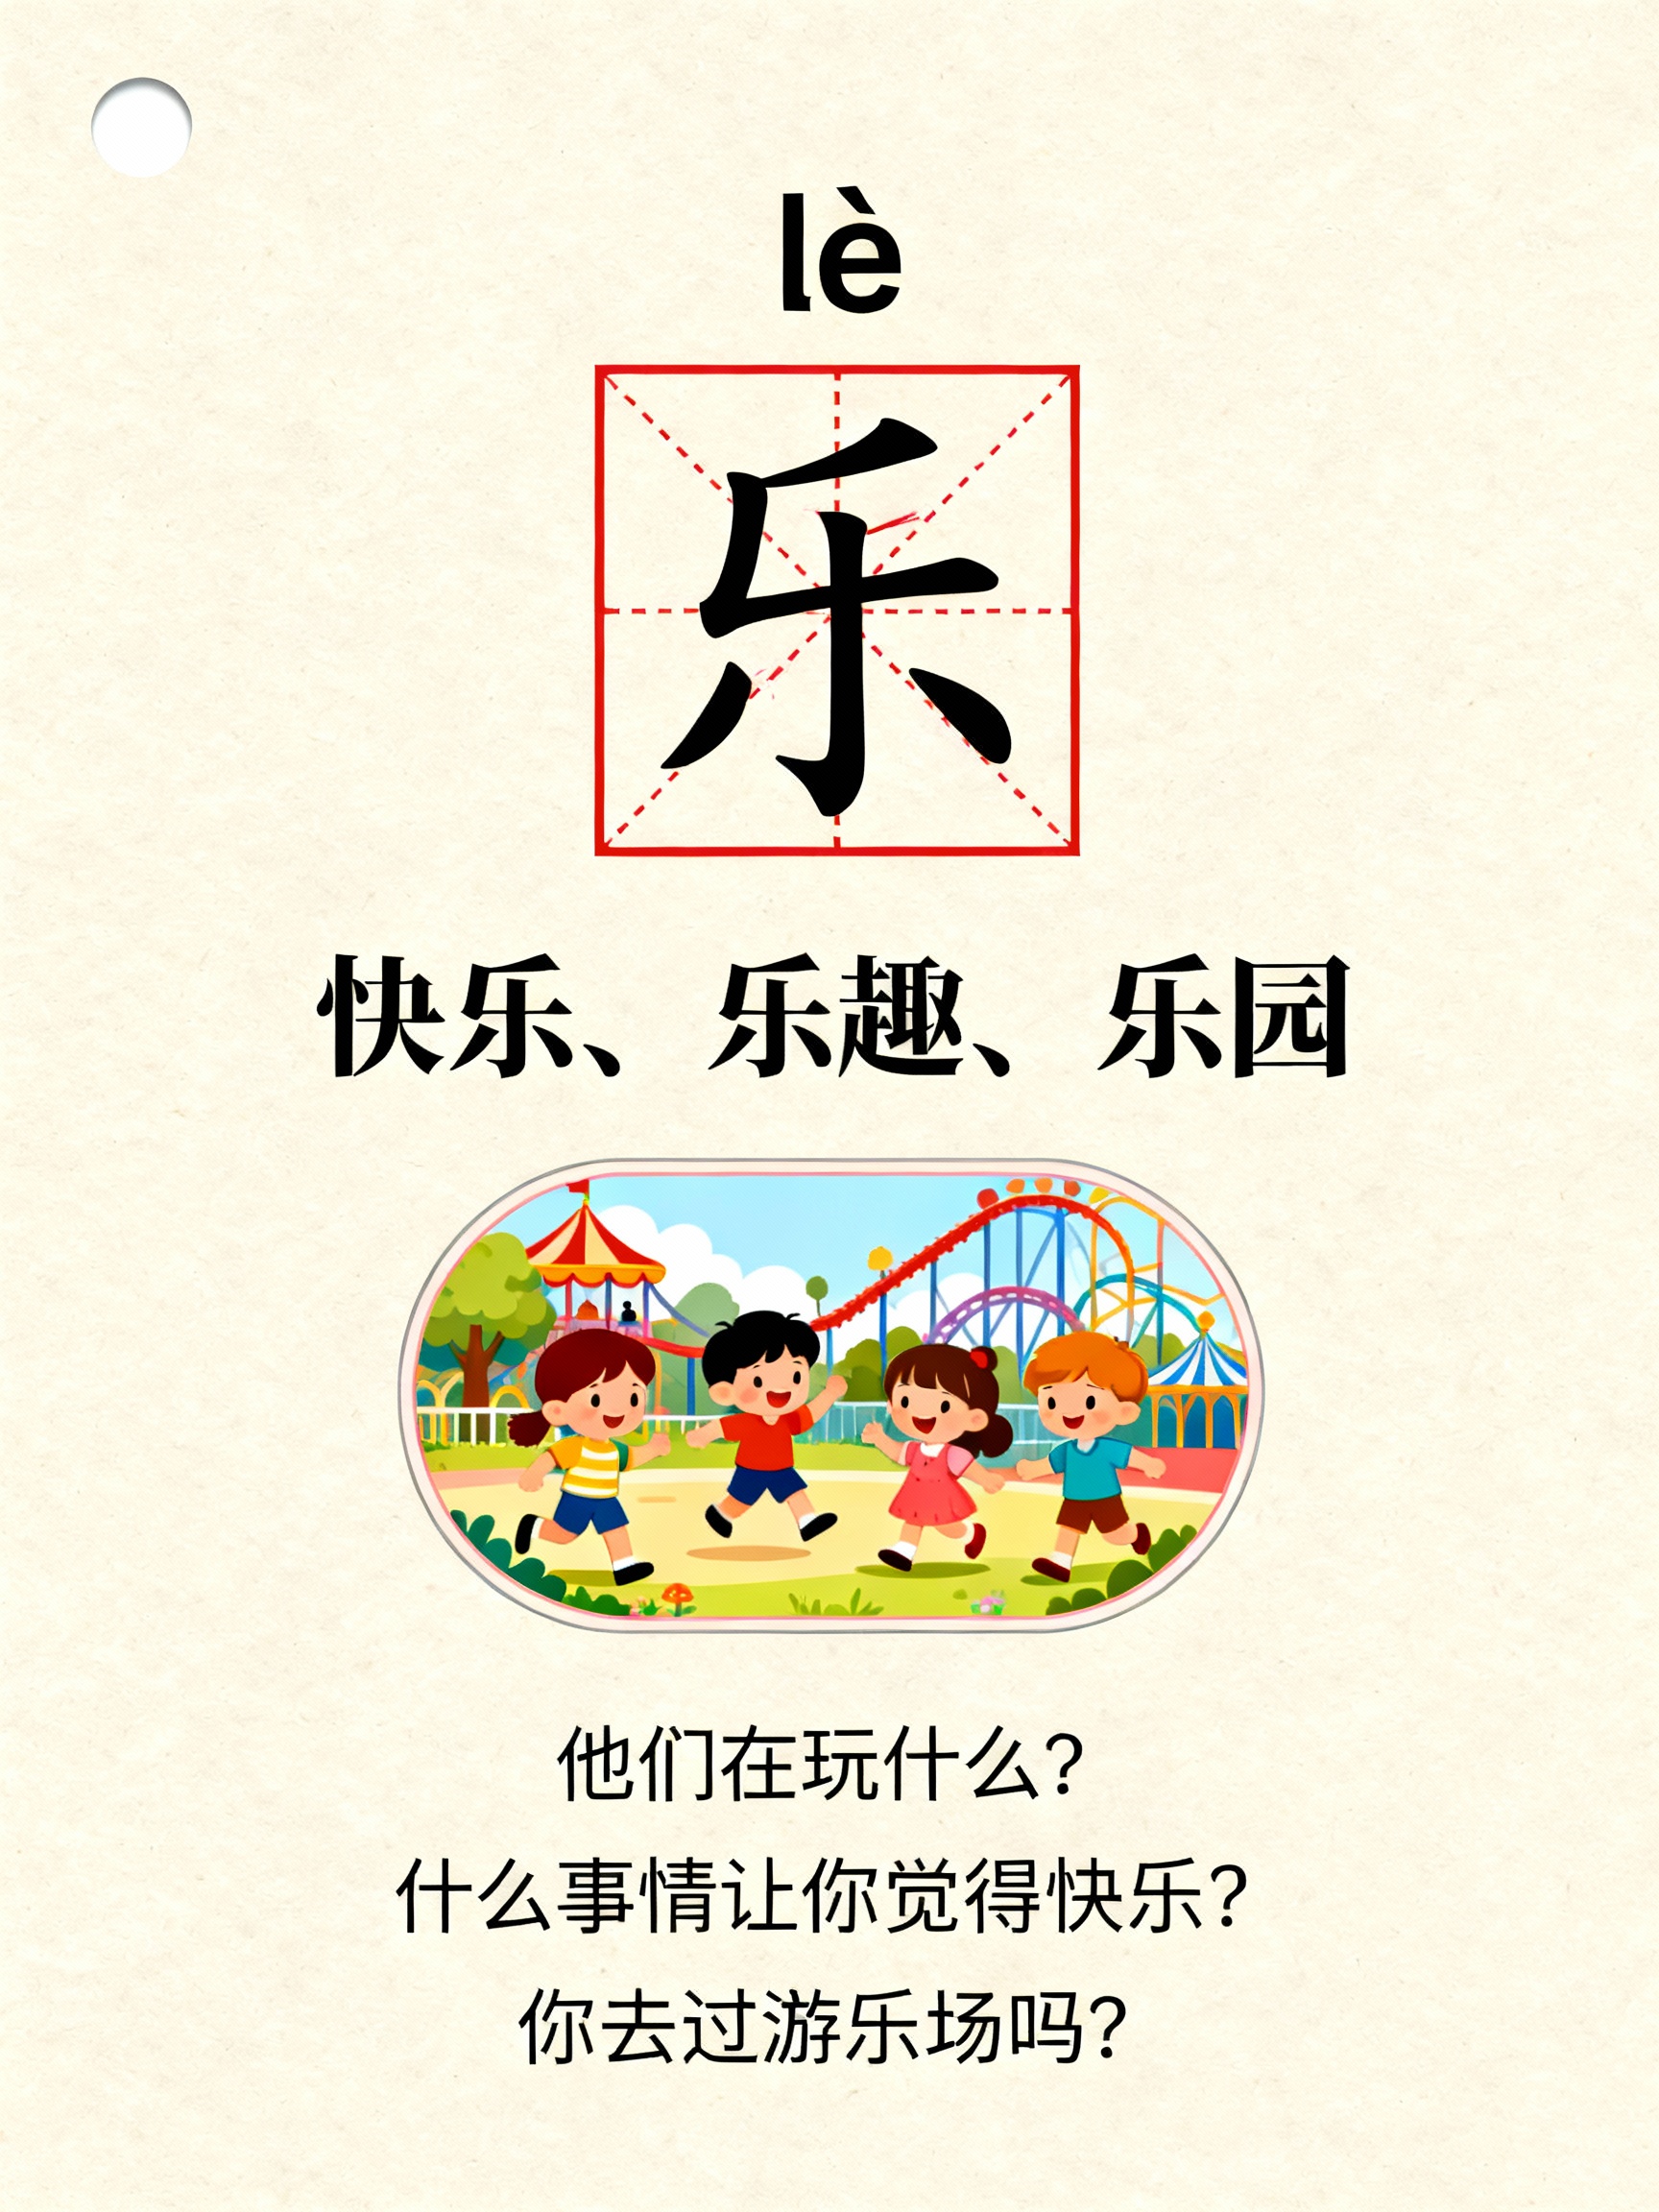 lè
乐
快乐、乐趣、乐园
他们在玩什么？
什么事情让你觉得快乐？
你去过游乐场吗？